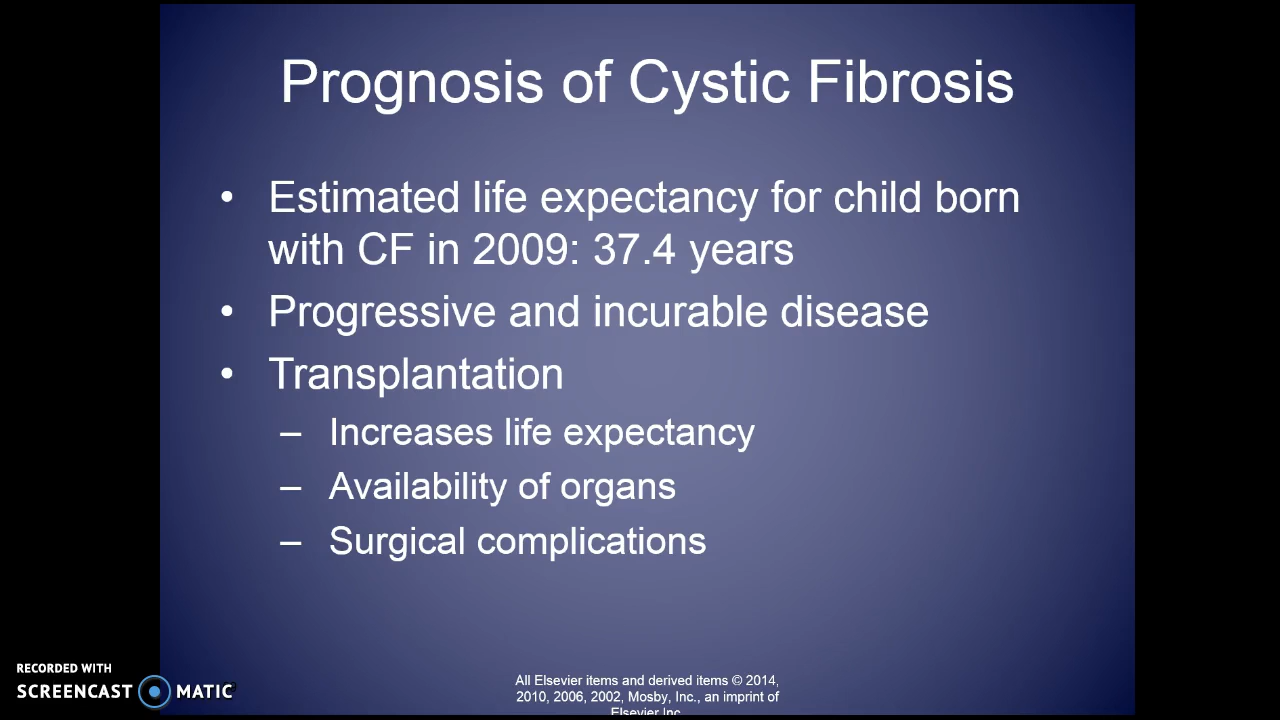 Prognosis of Cystic Fibrosis
• Estimated life expectancy for child born
with CF in 2009: 37.4 years
• Progressive and incurable disease
• Transplantation
– Increases life expectancy
– Availability of organs
– Surgical complications
RECORDED WITH
SCREENCAST MATIC
All Elsevier items and derived items © 2014,
2010, 2006, 2002, Mosby, Inc., an imprint of
Elsevier Inc.